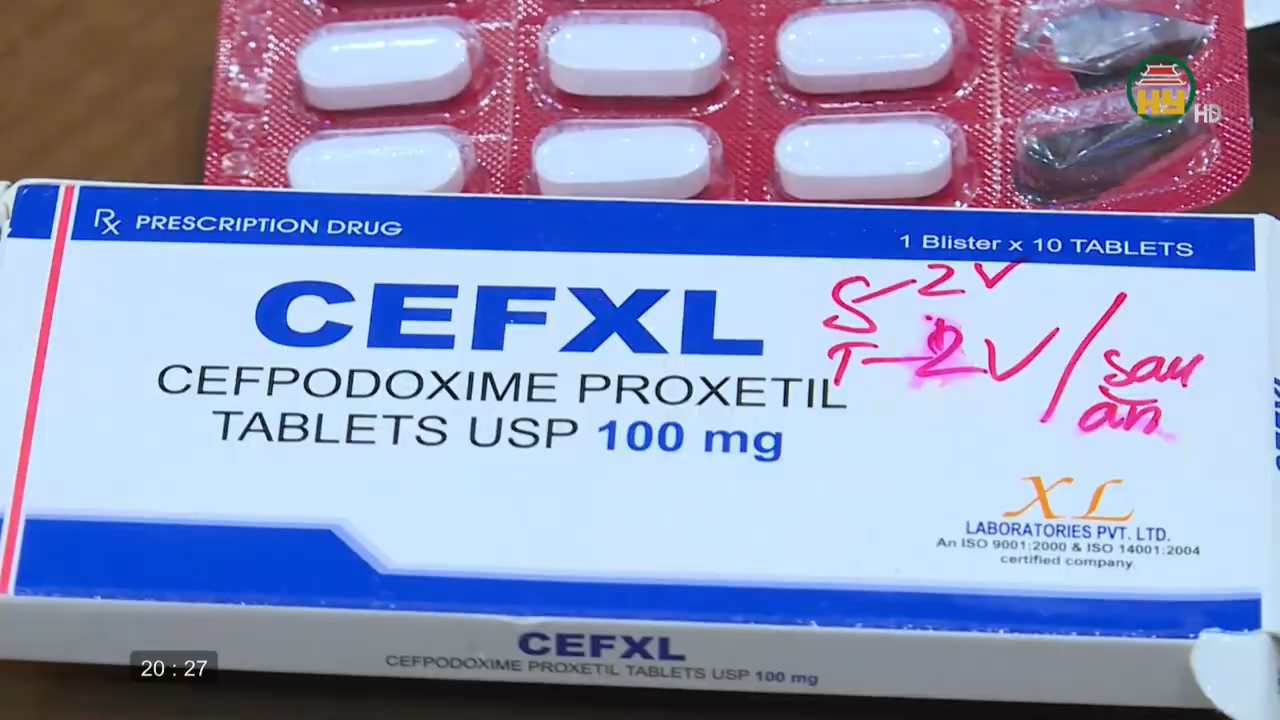 HY HD
Rx PRESCRIPTION DRUG
1 Blister x 10 TABLETS
CEFXL
CEFPODOXIME PROXETIL
TABLETS USP 100 mg
S-2V
T-2V / sau
ăn
XL
LABORATORIES PVT. LTD.
An ISO 9001:2000 & ISO 14001:2004
certified company.
CEFXL
CEFPODOXIME PROXETIL TABLETS USP 100 mg
20 : 27